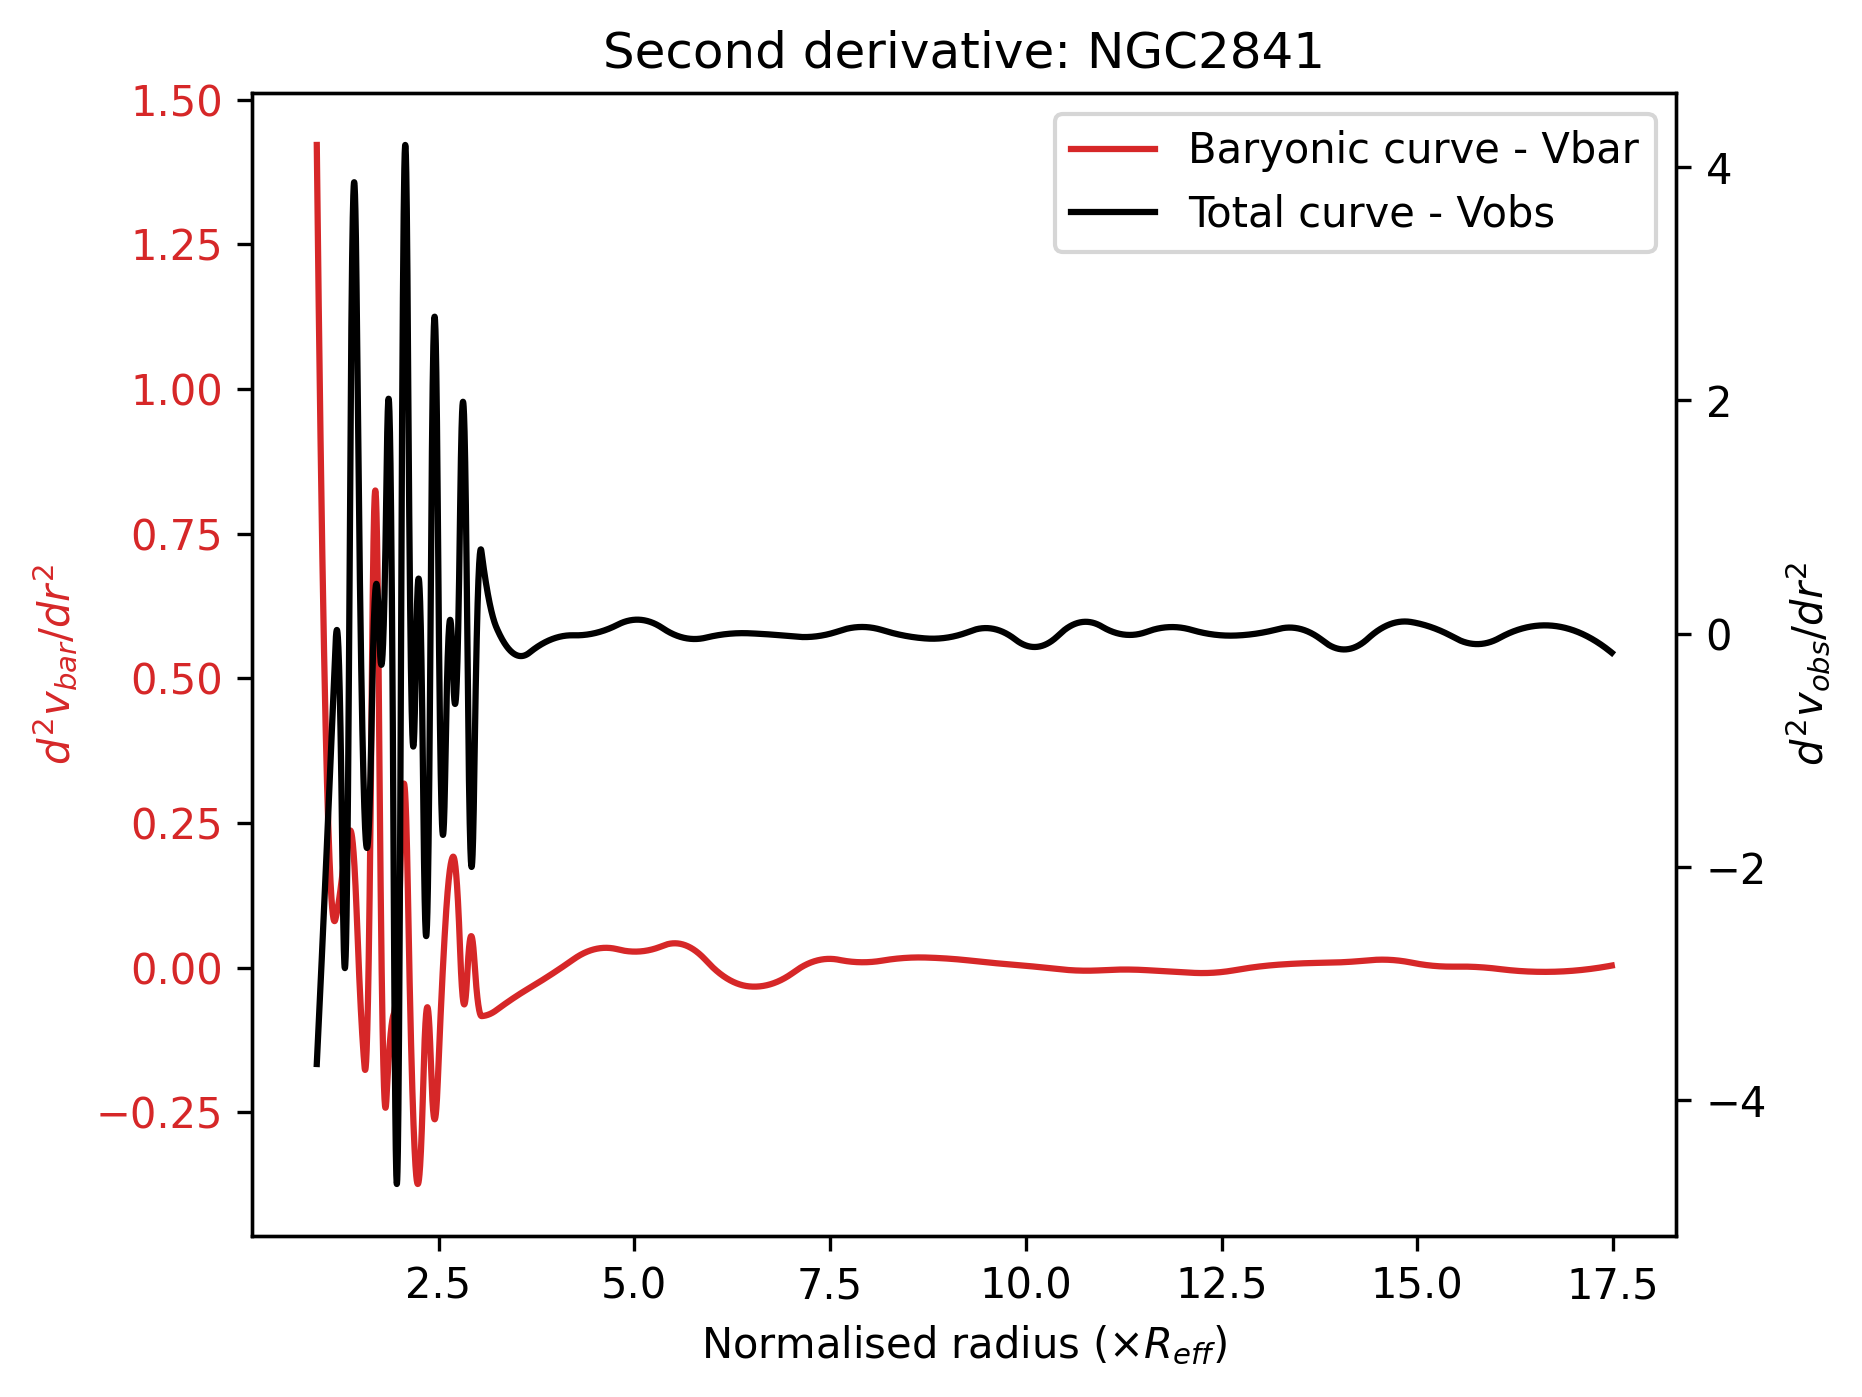 Second derivative: NGC2841
Baryonic curve - Vbar
Total curve - Vobs
1.50
1.25
1.00
0.75
0.50
0.25
0.00
−0.25
d²v_bar/dr²
4
2
0
−2
−4
d²v_obs/dr²
2.5 5.0 7.5 10.0 12.5 15.0 17.5
Normalised radius (×R_eff)